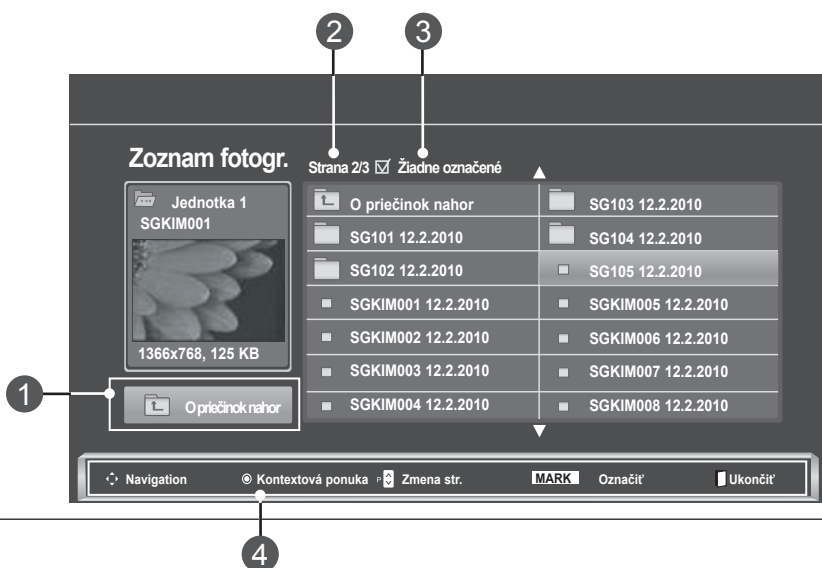 2 3
Zoznam fotogr.
Strana 2/3 ☑ Žiadne označené
Jednotka 1
SGKIM001
1366x768, 125 KB
1
O priečinok nahor
O priečinok nahor
SG101 12.2.2010
SG102 12.2.2010
SGKIM001 12.2.2010
SGKIM002 12.2.2010
SGKIM003 12.2.2010
SGKIM004 12.2.2010
SG103 12.2.2010
SG104 12.2.2010
SG105 12.2.2010
SGKIM005 12.2.2010
SGKIM006 12.2.2010
SGKIM007 12.2.2010
SGKIM008 12.2.2010
Navigation Kontextová ponuka P Zmena str. MARK Označiť Ukončiť
4